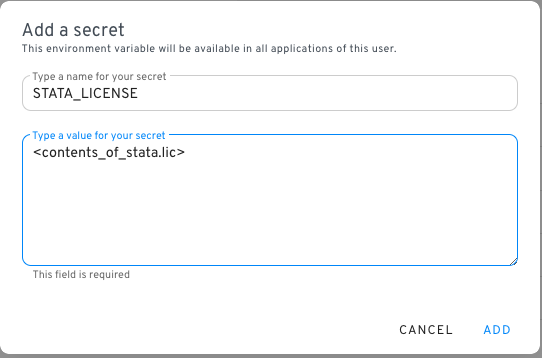 Add a secret
This environment variable will be available in all applications of this user.
Type a name for your secret
STATA_LICENSE
Type a value for your secret
<contents_of_stata.lic>
This field is required
CANCEL ADD